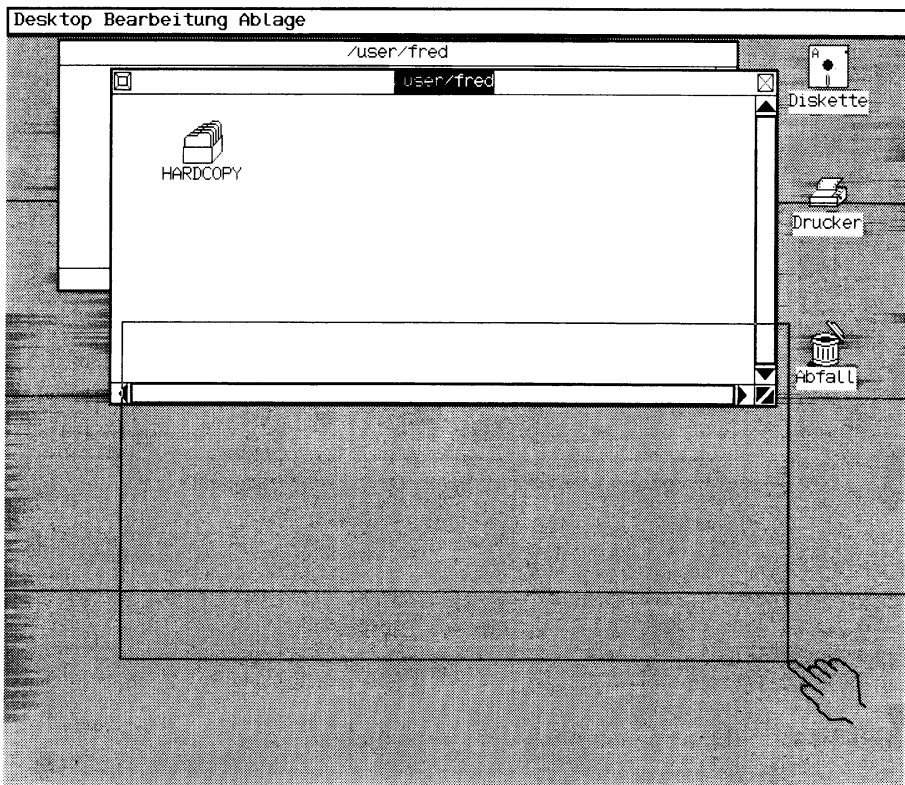 Desktop Bearbeitung Ablage
/user/fred
user/fred
A
Diskette
HARDCOPY
Drucker
Abfall